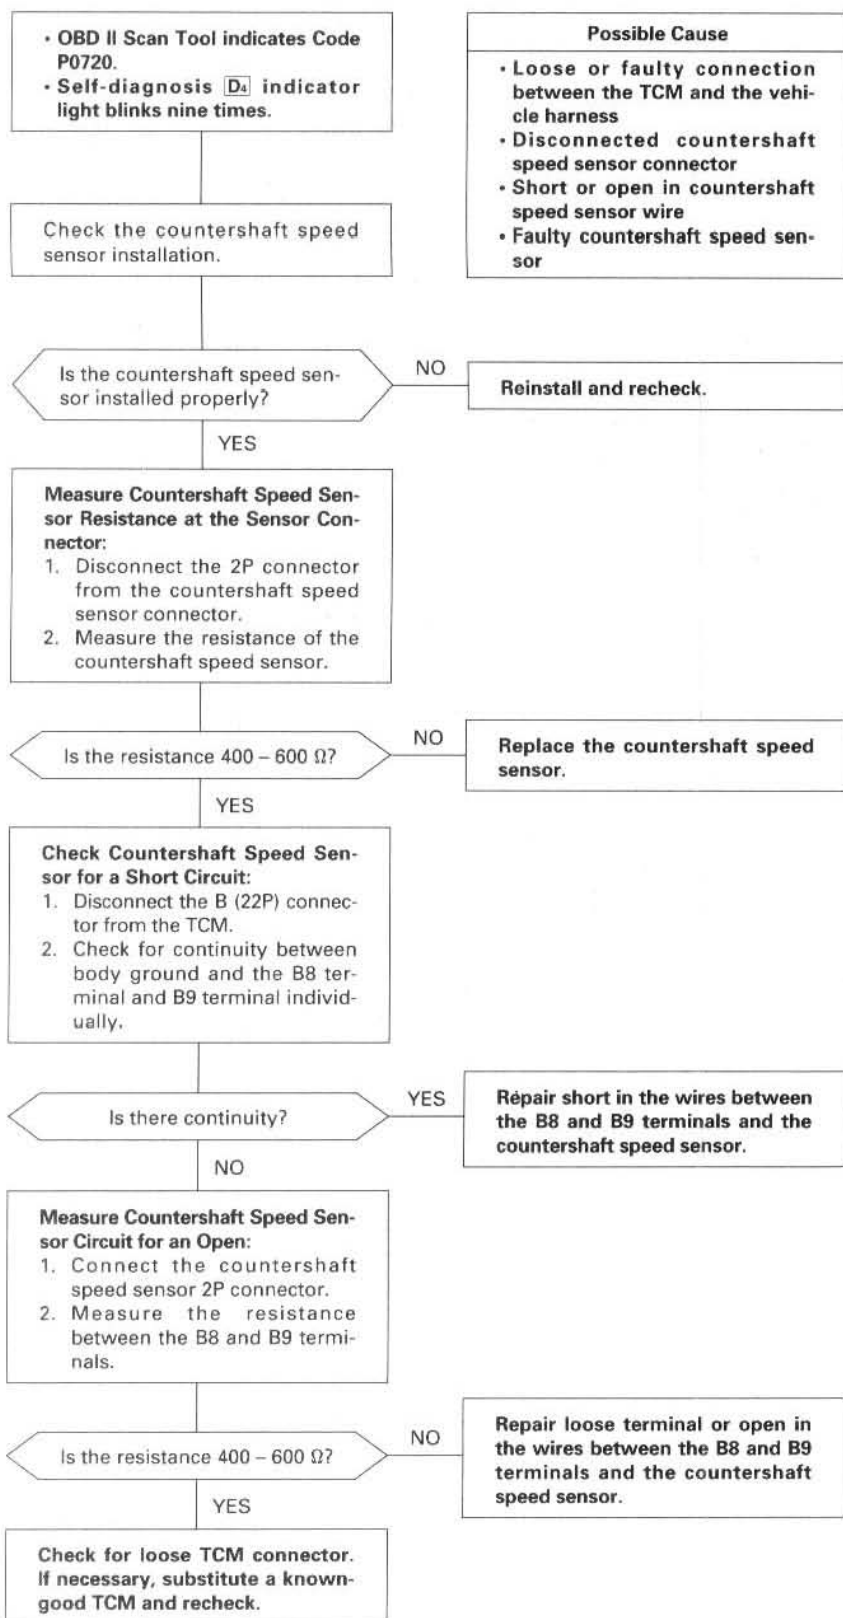 • OBD II Scan Tool indicates Code
P0720.
• Self-diagnosis D4 indicator
light blinks nine times.
Possible Cause
• Loose or faulty connection
between the TCM and the vehi-
cle harness
• Disconnected countershaft
speed sensor connector
• Short or open in countershaft
speed sensor wire
• Faulty countershaft speed sen-
sor
Check the countershaft speed
sensor installation.
Is the countershaft speed sen-
sor installed properly?
NO
Reinstall and recheck.
YES
Measure Countershaft Speed Sen-
sor Resistance at the Sensor Con-
nector:
1. Disconnect the 2P connector
from the countershaft speed
sensor connector.
2. Measure the resistance of the
countershaft speed sensor.
Is the resistance 400 – 600 Ω?
NO
Replace the countershaft speed
sensor.
YES
Check Countershaft Speed Sen-
sor for a Short Circuit:
1. Disconnect the B (22P) connec-
tor from the TCM.
2. Check for continuity between
body ground and the B8 ter-
minal and B9 terminal individ-
ually.
Is there continuity?
YES
Repair short in the wires between
the B8 and B9 terminals and the
countershaft speed sensor.
NO
Measure Countershaft Speed Sen-
sor Circuit for an Open:
1. Connect the countershaft
speed sensor 2P connector.
2. Measure the resistance
between the B8 and B9 termi-
nals.
Is the resistance 400 – 600 Ω?
NO
Repair loose terminal or open in
the wires between the B8 and B9
terminals and the countershaft
speed sensor.
YES
Check for loose TCM connector.
If necessary, substitute a known-
good TCM and recheck.